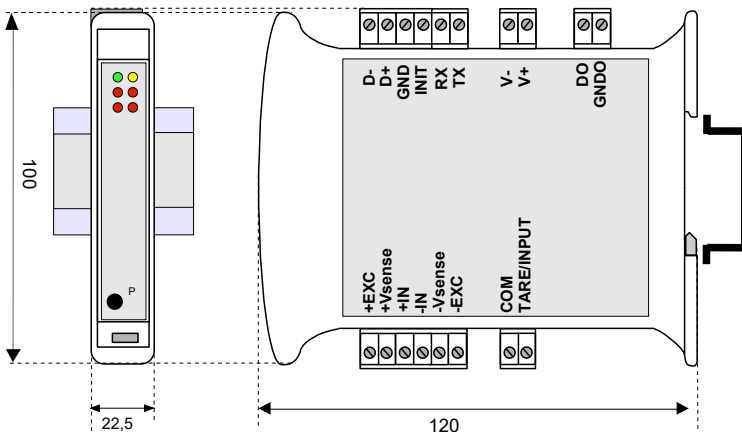 D-
D+
GND
INIT
RX
TX
V-
V+
DO
GNDO
100
P
+EXC
+Vsense
+IN
-IN
-Vsense
-EXC
COM
TARE/INPUT
22,5
120